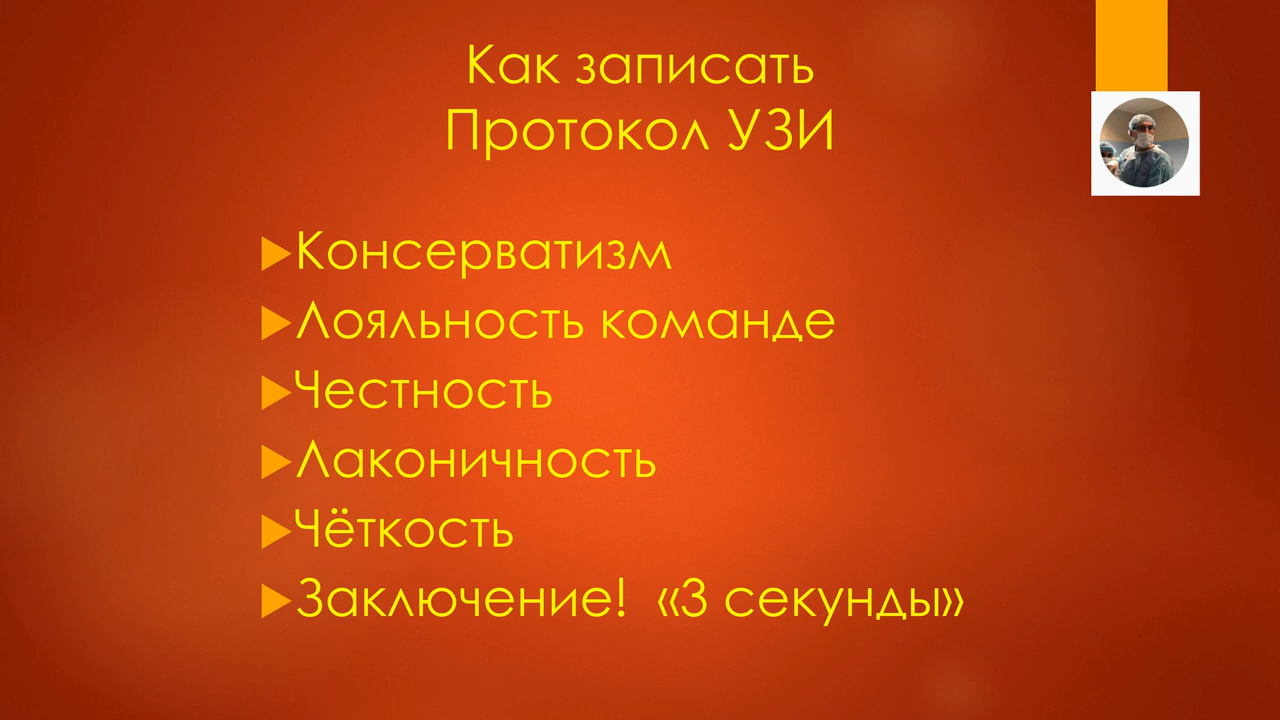 Как записать
Протокол УЗИ
Консерватизм
Лояльность команде
Честность
Лаконичность
Чёткость
Заключение! «3 секунды»